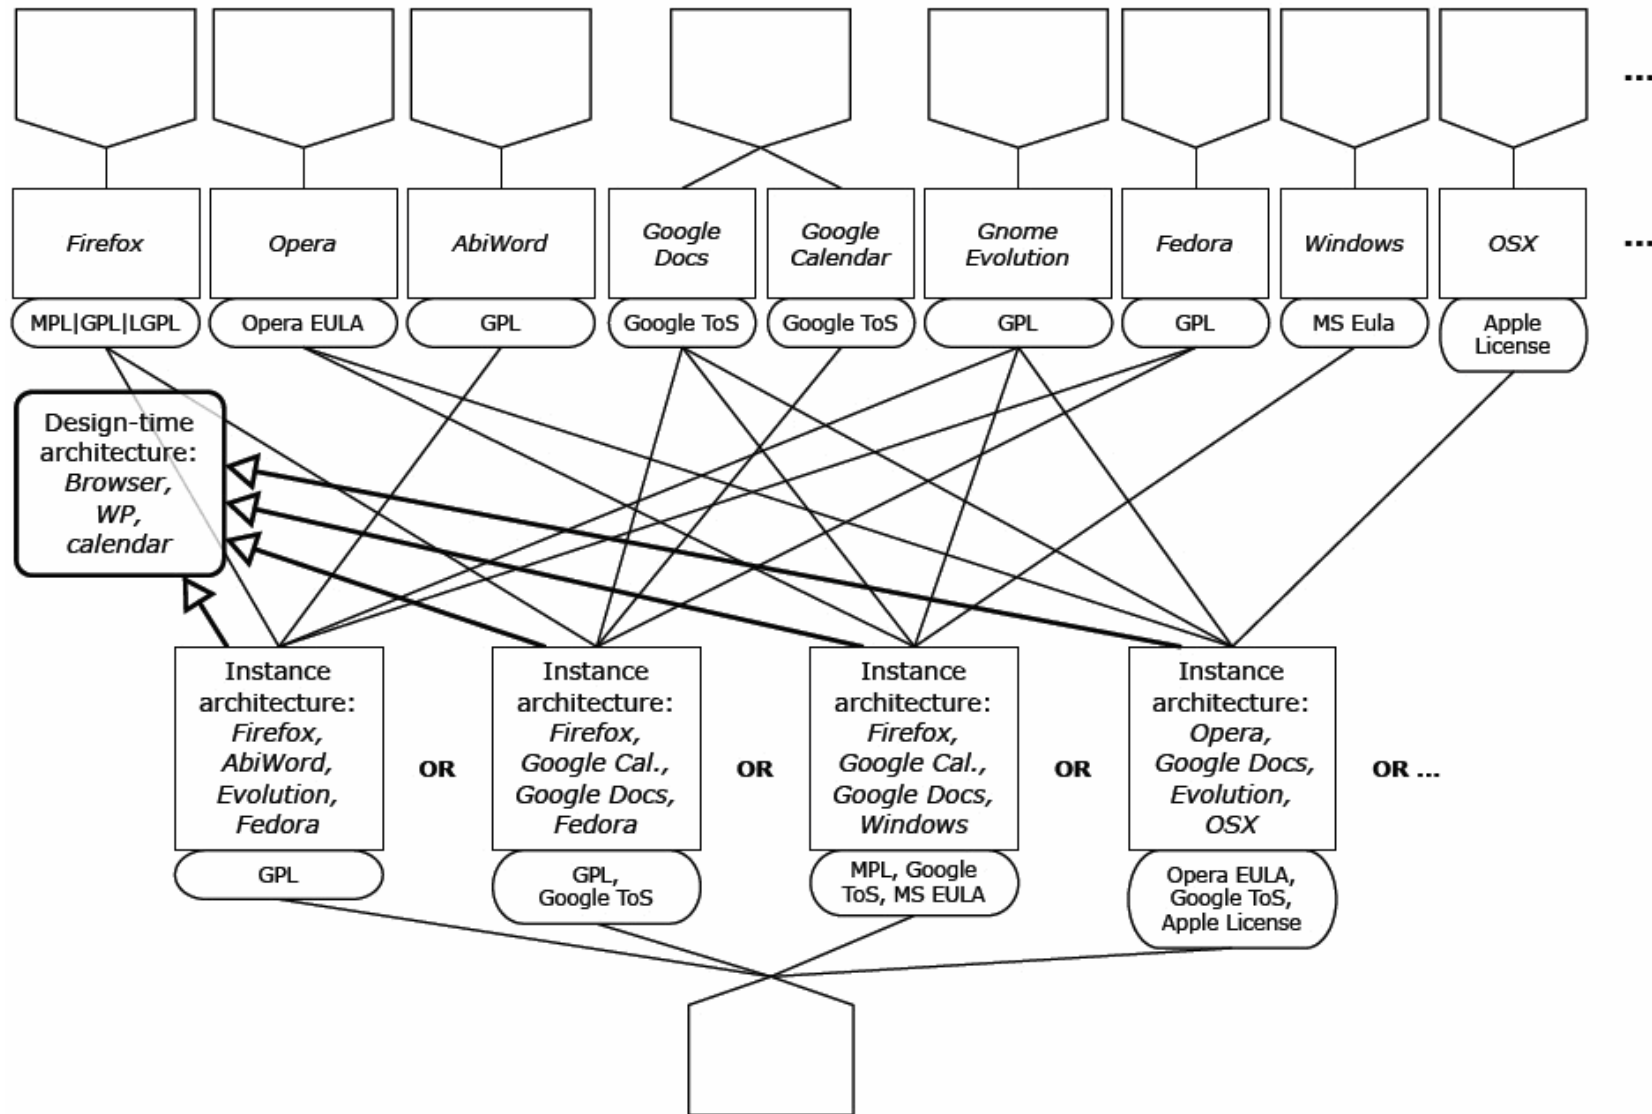 ...
Firefox
Opera
AbiWord
Google
Docs
Google
Calendar
Gnome
Evolution
Fedora
Windows
OSX
...
MPL|GPL|LGPL
Opera EULA
GPL
Google ToS
Google ToS
GPL
GPL
MS Eula
Apple
License
Design-time
architecture:
Browser,
WP,
calendar
Instance
architecture:
Firefox,
AbiWord,
Evolution,
Fedora
OR
Instance
architecture:
Firefox,
Google Cal.,
Google Docs,
Fedora
OR
Instance
architecture:
Firefox,
Google Cal.,
Google Docs,
Windows
OR
Instance
architecture:
Opera,
Google Docs,
Evolution,
OSX
OR ...
GPL
GPL,
Google ToS
MPL, Google
ToS, MS EULA
Opera EULA,
Google ToS,
Apple License